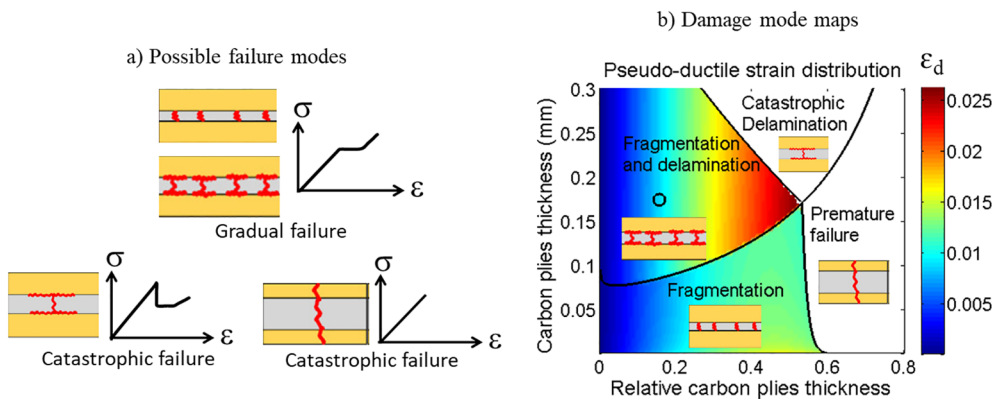 a) Possible failure modes
σ
ε
Gradual failure
σ
ε
Catastrophic failure
σ
ε
Catastrophic failure
b) Damage mode maps
Pseudo-ductile strain distribution
εd
Carbon plies thickness (mm)
0.3
0.25
0.2
0.15
0.1
0.05
0
0.2
0.4
0.6
0.8
Relative carbon plies thickness
Catastrophic
Delamination
Fragmentation
and delamination
Premature
failure
Fragmentation
0.025
0.02
0.015
0.01
0.005